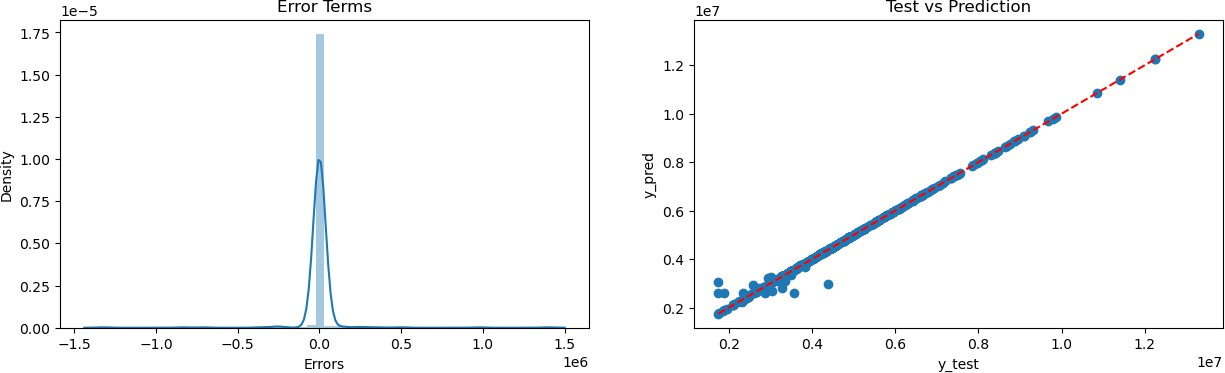 Error Terms
1e−5
1.75
1.50
1.25
1.00
0.75
0.50
0.25
0.00
Density
−1.5
−1.0
−0.5
0.0
0.5
1.0
1.5
1e6
Errors
Test vs Prediction
1e7
1.2
1.0
0.8
0.6
0.4
0.2
y_pred
0.2
0.4
0.6
0.8
1.0
1.2
1e7
y_test